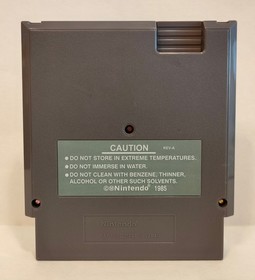 CAUTION REV-A
• DO NOT STORE IN EXTREME TEMPERATURES.
• DO NOT IMMERSE IN WATER.
• DO NOT CLEAN WITH BENZENE, THINNER,
ALCOHOL OR OTHER SUCH SOLVENTS.
©®Nintendo® 1985